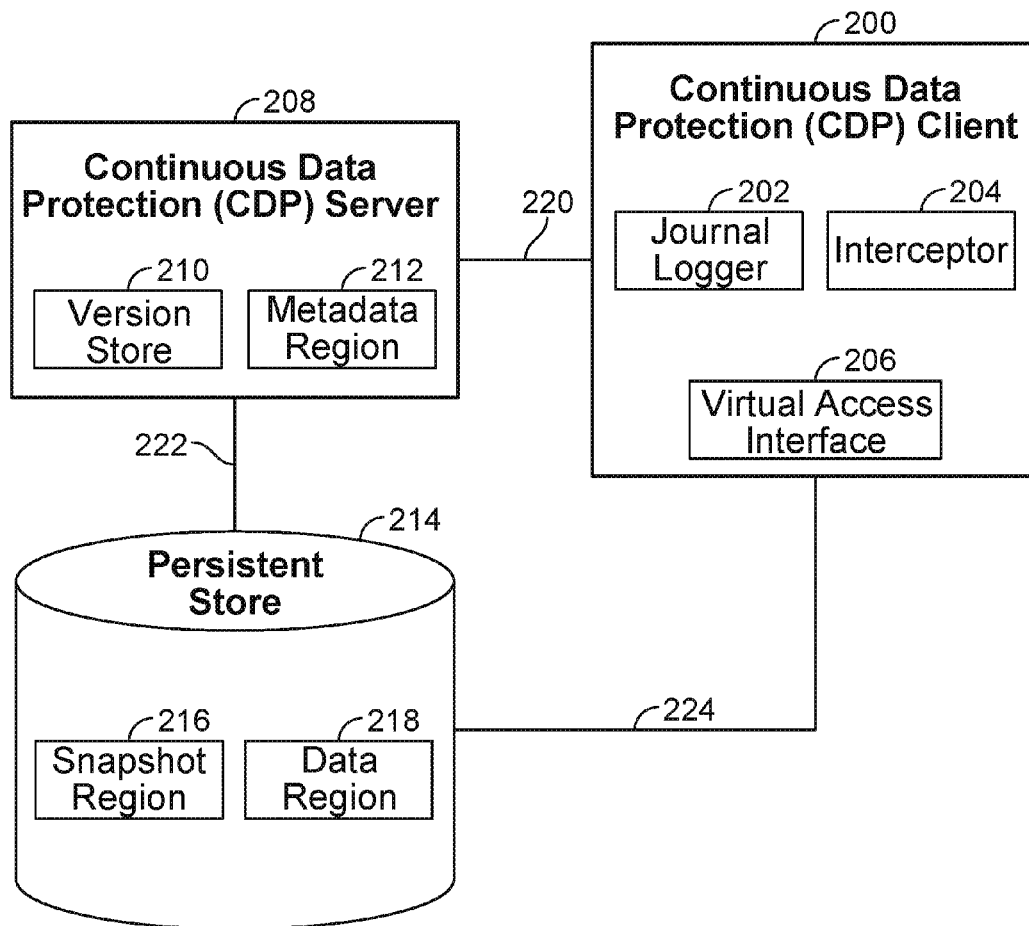 200
Continuous Data
Protection (CDP) Client
202
Journal
Logger
204
Interceptor
206
Virtual Access
Interface
208
Continuous Data
Protection (CDP) Server
210
Version
Store
212
Metadata
Region
220
222
214
Persistent
Store
216
Snapshot
Region
218
Data
Region
224